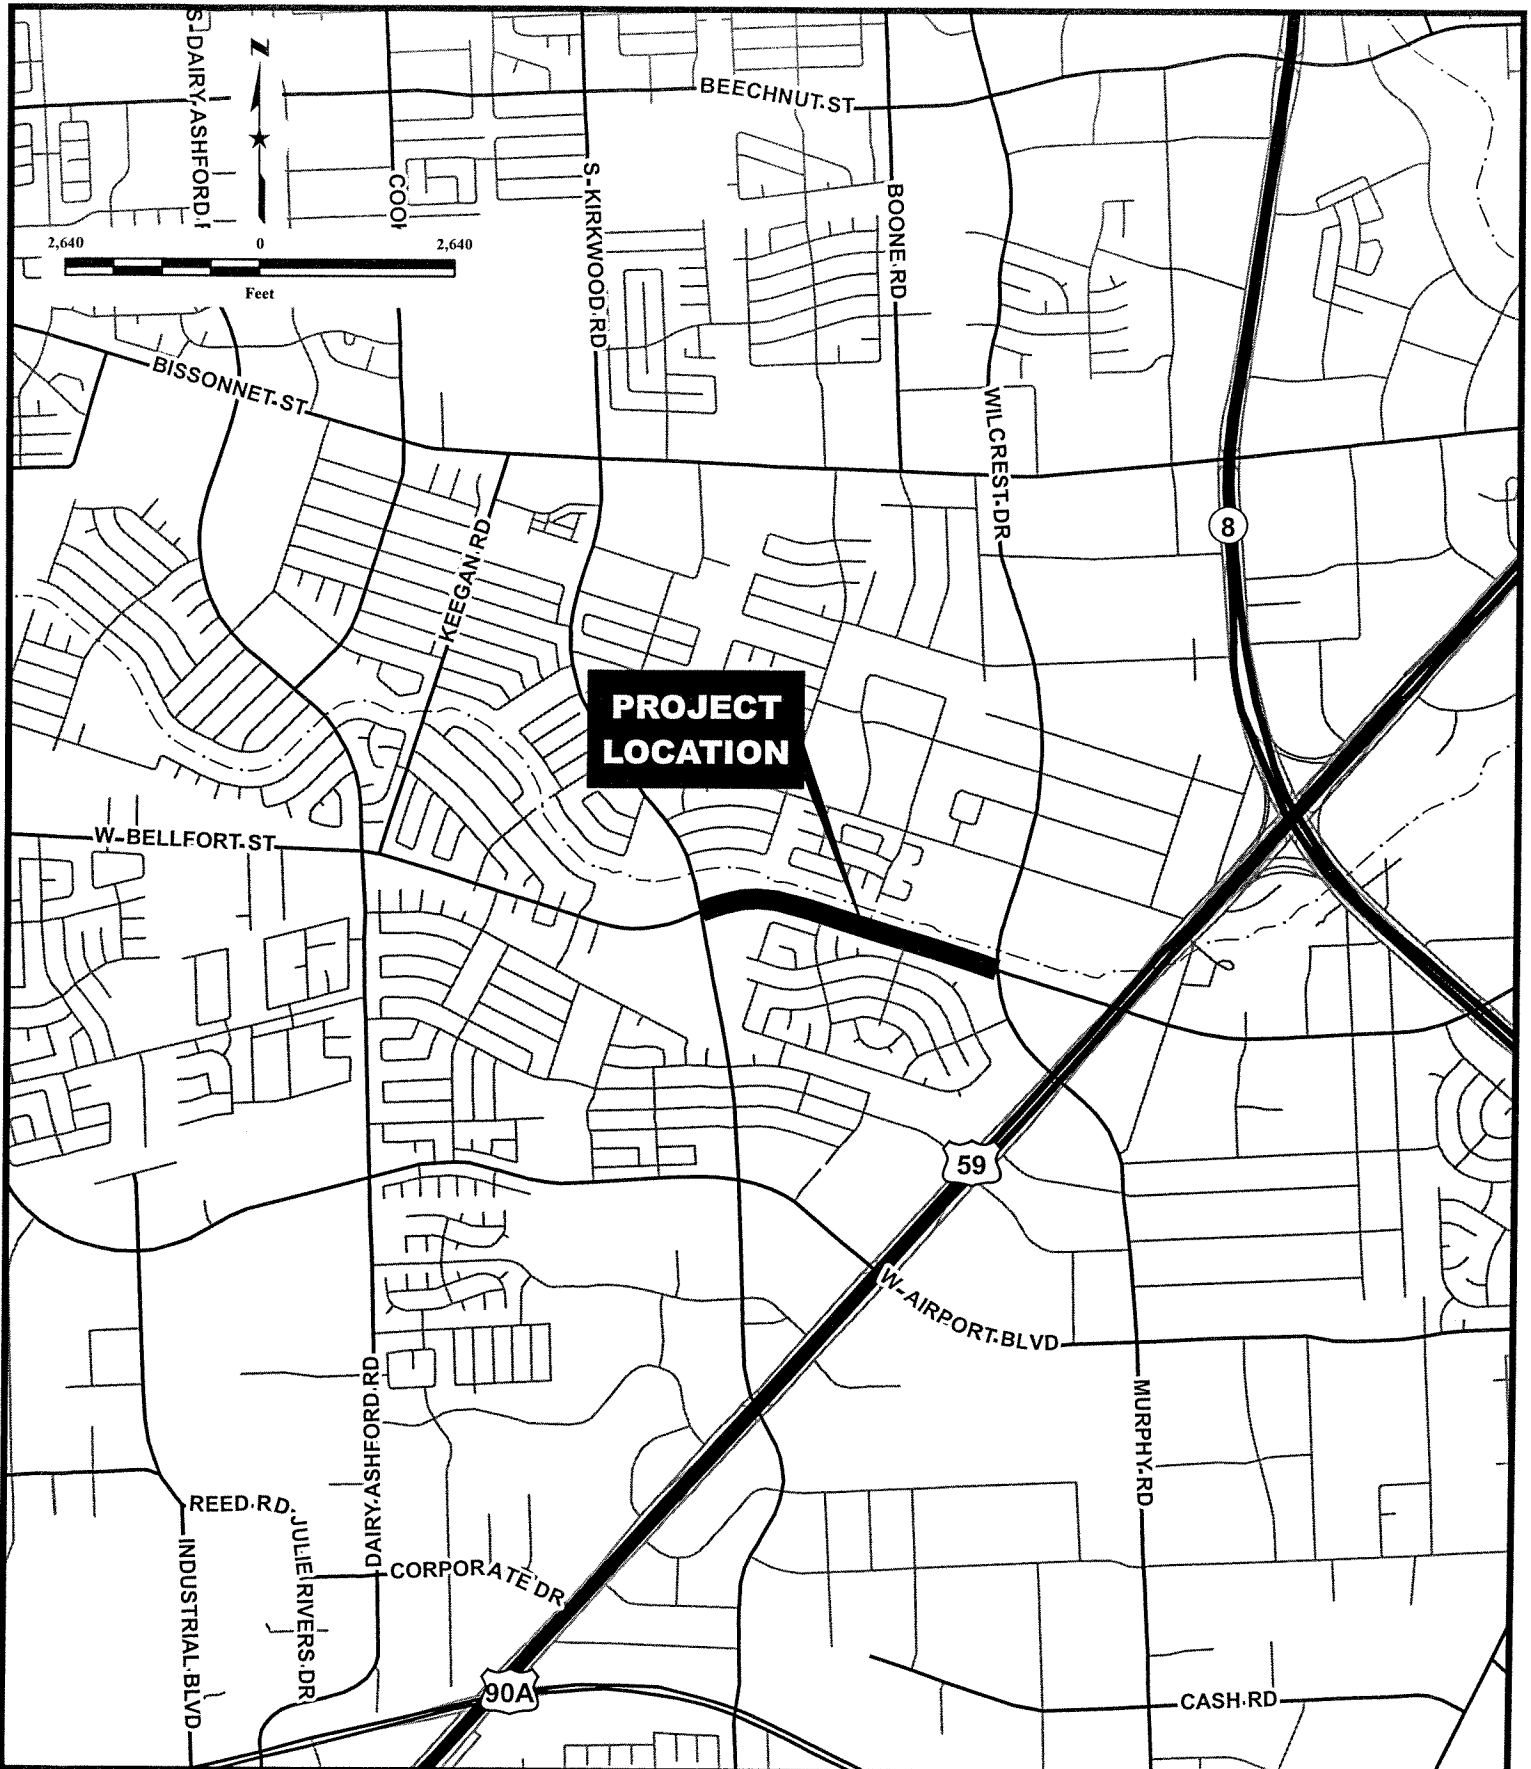 S DAIRY ASHFORD R
N
BEECHNUT ST
COOK
S KIRKWOOD RD
BOONE RD
2,640 0 2,640
Feet
BISSONNET ST
WILCREST DR
8
KEEGAN RD
PROJECT
LOCATION
W BELLFORT ST
59
W AIRPORT BLVD
DAIRY ASHFORD RD
MURPHY RD
REED RD
JULIE RIVERS DR
INDUSTRIAL BLVD
CORPORATE DR
90A
CASH RD